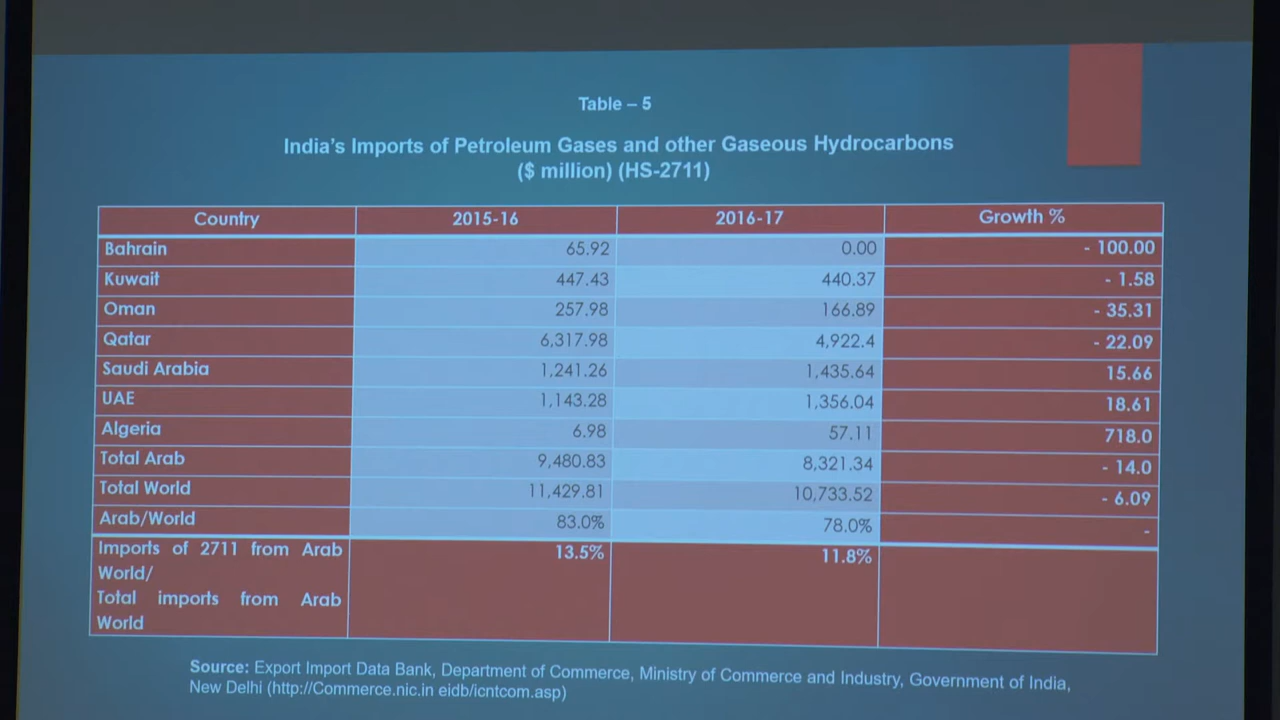 Table – 5
India's Imports of Petroleum Gases and other Gaseous Hydrocarbons
($ million) (HS-2711)
Country 2015-16 2016-17 Growth %
Bahrain 65.92 0.00 - 100.00
Kuwait 447.43 440.37 - 1.58
Oman 257.98 166.89 - 35.31
Qatar 6,317.98 4,922.4 - 22.09
Saudi Arabia 1,241.26 1,435.64 15.66
UAE 1,143.28 1,356.04 18.61
Algeria 6.98 57.11 718.0
Total Arab 9,480.83 8,321.34 - 14.0
Total World 11,429.81 10,733.52 - 6.09
Arab/World 83.0% 78.0% -
Imports of 2711 from Arab 13.5% 11.8%
World/
Total imports from Arab
World
Source: Export Import Data Bank, Department of Commerce, Ministry of Commerce and Industry, Government of India,
New Delhi (http://Commerce.nic.in eidb/icntcom.asp)